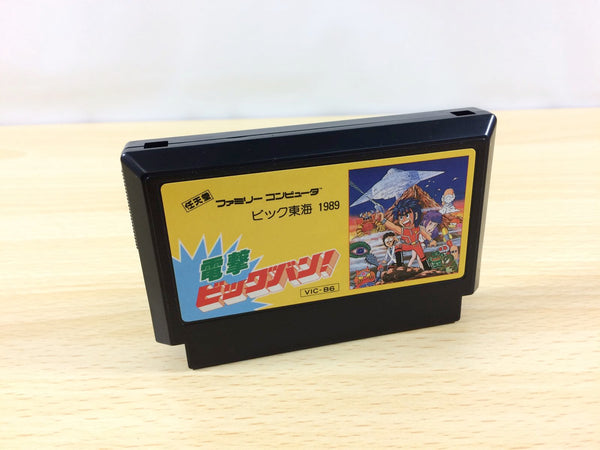 任天堂
ファミリー コンピュータ
ビック東海 1989
電撃
ビックバン!
VIC-B6